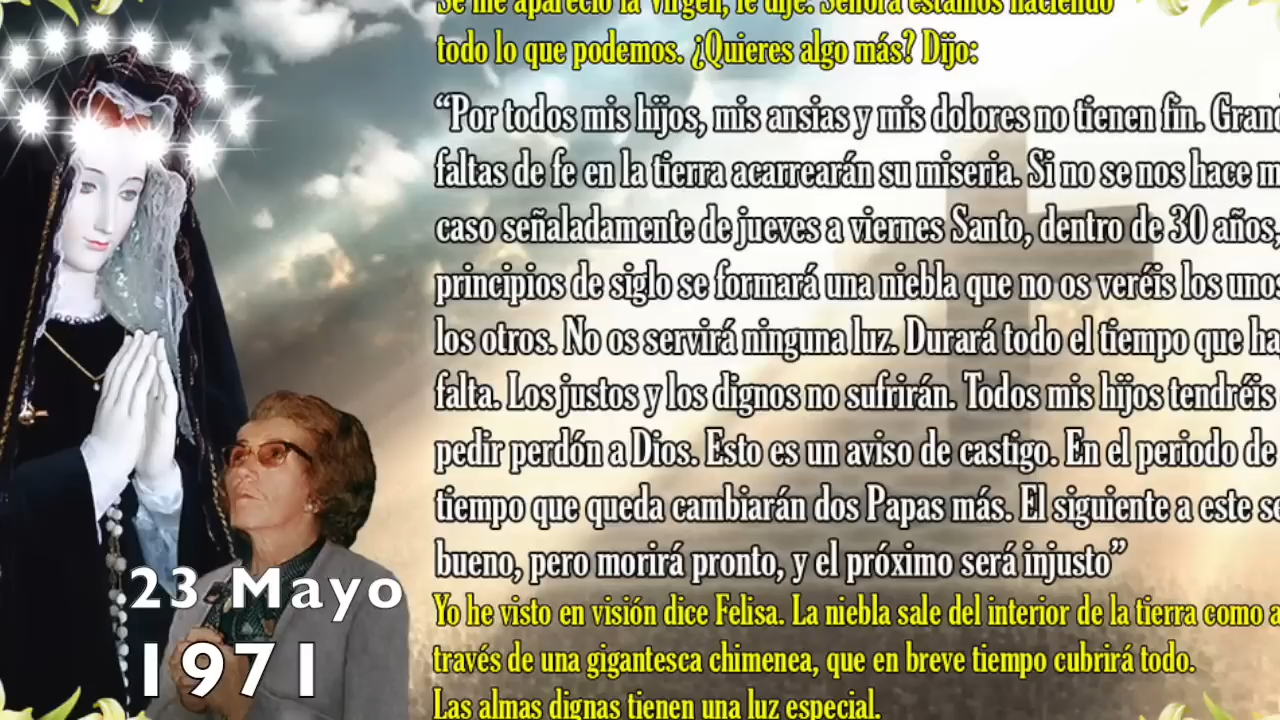 Se me apareció la Virgen, le dije: Señora estamos haciendo
todo lo que podemos. ¿Quieres algo más? Dijo:
“Por todos mis hijos, mis ansias y mis dolores no tienen fin.
faltas de fe en la tierra acarrearán su miseria. Si no se nos hace
caso señaladamente de jueves a viernes Santo, dentro de 30 años,
principios de siglo se formará una niebla que no os veréis los
los otros. No os servirá ninguna luz. Durará todo el tiempo que
falta. Los justos y los dignos no sufrirán. Todos mis hijos tendréis
pedir perdón a Dios. Esto es un aviso de castigo. En el periodo de
tiempo que queda cambiarán dos Papas más. El siguiente a este
bueno, pero morirá pronto, y el próximo será injusto”
Yo he visto en visión dice Felisa. La niebla sale del interior de la tierra como a
través de una gigantesca chimenea, que en breve tiempo cubrirá todo.
Las almas dignas tienen una luz especial.
23 Mayo
1971